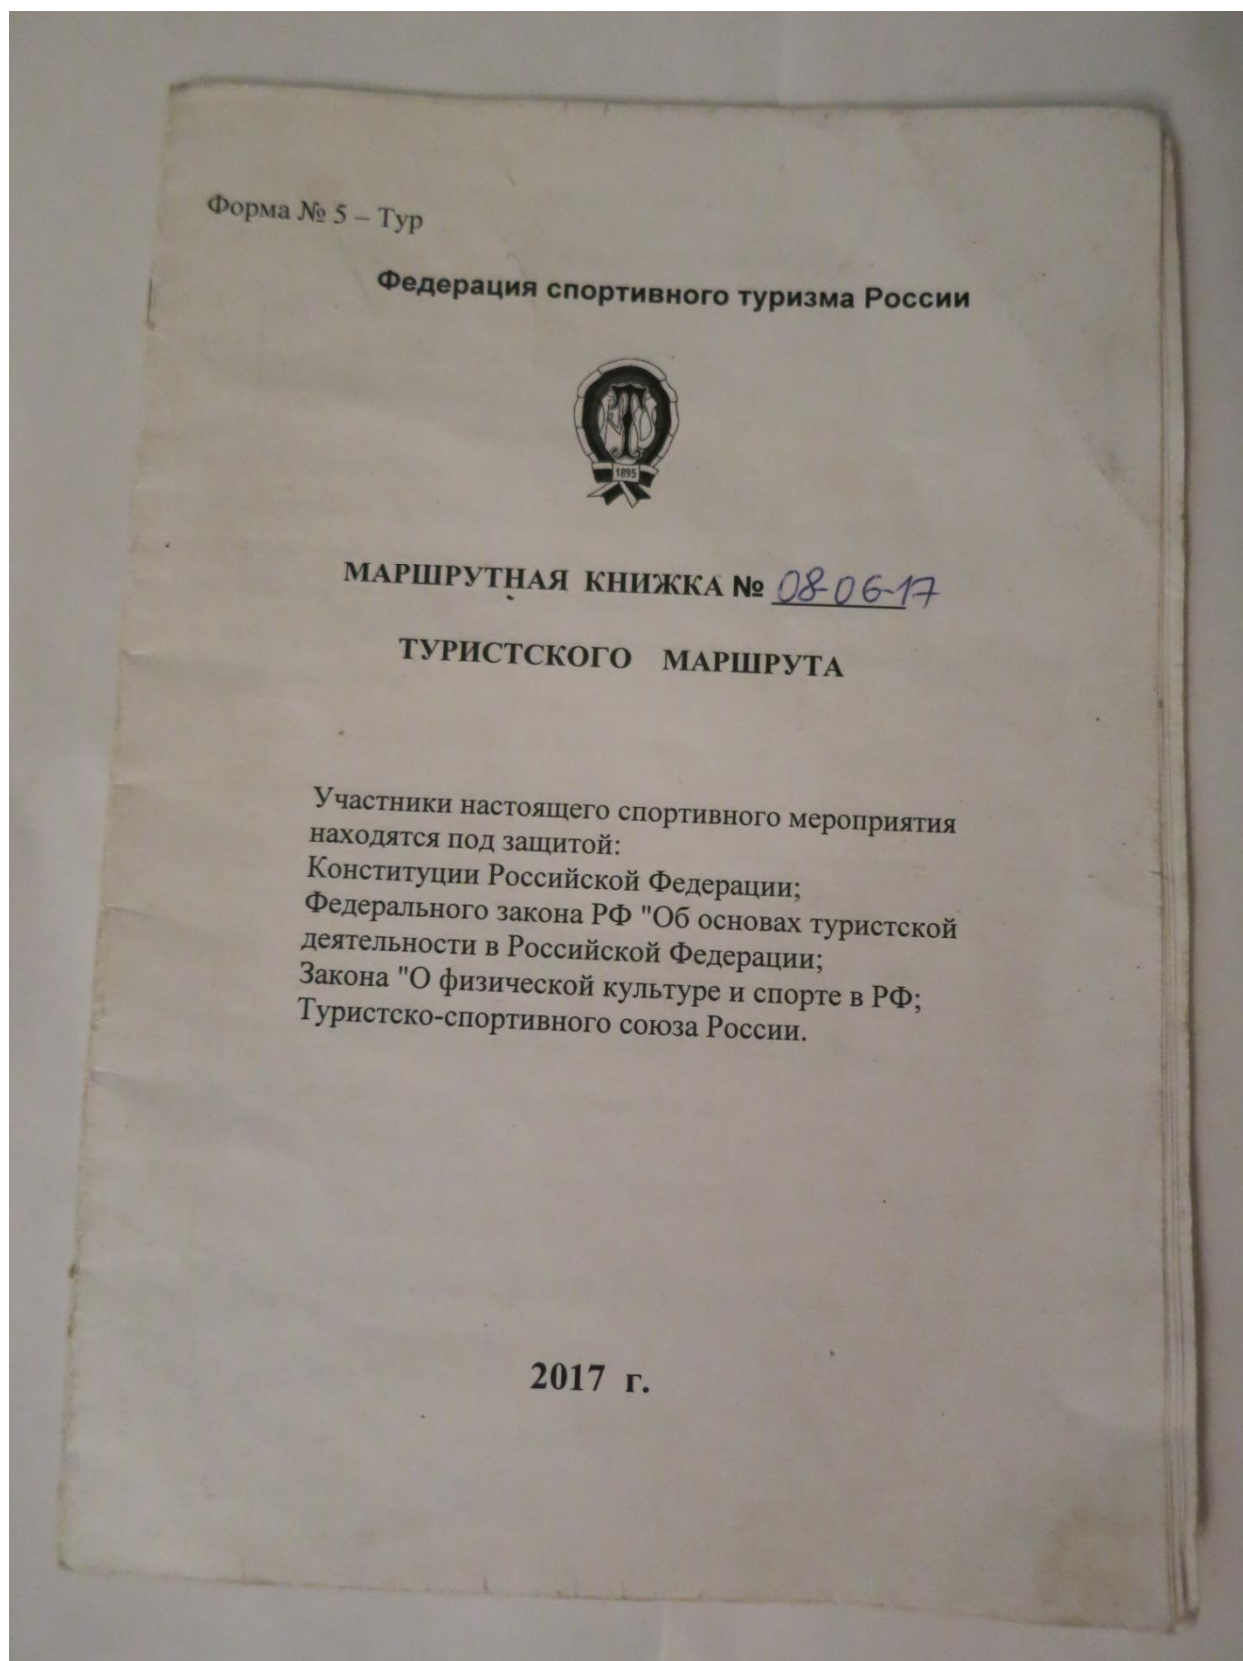 Форма № 5 – Тур
Федерация спортивного туризма России
1895
МАРШРУТНАЯ КНИЖКА № 08-06-17
ТУРИСТСКОГО МАРШРУТА
Участники настоящего спортивного мероприятия
находятся под защитой:
Конституции Российской Федерации;
Федерального закона РФ "Об основах туристской
деятельности в Российской Федерации;
Закона "О физической культуре и спорте в РФ;
Туристско-спортивного союза России.
2017 г.